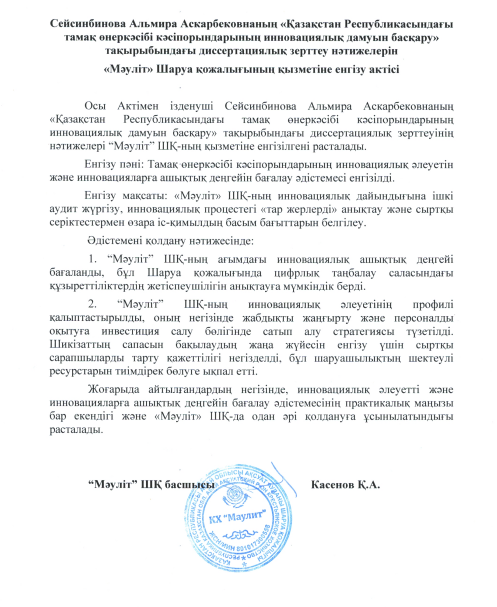 Сейсинбинова Альмира Аскарбековнаның «Қазақстан Республикасындағы
тамақ өнеркәсібі кәсіпорындарының инновациялық дамуын басқару»
тақырыбындағы диссертациялық зерттеу нәтижелерін
«Мәуліт» Шаруа қожалығының қызметіне енгізу актісі
Осы Актімен ізденуші Сейсинбинова Альмира Аскарбековнаның
«Қазақстан Республикасындағы тамақ өнеркәсібі кәсіпорындарының
инновациялық дамуын басқару» тақырыбындағы диссертациялық зерттеуінің
нәтижелері “Мәуліт” ШҚ-ның қызметіне енгізілгені расталады.
Енгізу пәні: Тамақ өнеркәсібі кәсіпорындарының инновациялық әлеуетін
және инновацияларға ашықтық деңгейін бағалау әдістемесі енгізілді.
Енгізу мақсаты: «Мәуліт» ШҚ-ның инновациялық дайындығына ішкі
аудит жүргізу, инновациялық процестегі «тар жерлерді» анықтау және сыртқы
серіктестермен өзара іс-қимылдың басым бағыттарын белгілеу.
Әдістемені қолдану нәтижесінде:
1. “Мәуліт” ШҚ-ның ағымдағы инновациялық ашықтық деңгейі
бағаланды, бұл Шаруа қожалығында цифрлық таңбалау саласындағы
құзыреттіліктердің жетіспеушілігін анықтауға мүмкіндік берді.
2. “Мәуліт” ШҚ-ның инновациялық әлеуетінің профилі
қалыптастырылды, оның негізінде жабдықты жаңғырту және персоналды
оқытуға инвестиция салу бөлігінде сатып алу стратегиясы түзетілді.
Шикізаттың сапасын бақылаудың жаңа жүйесін енгізу үшін сыртқы
сарапшыларды тарту қажеттілігі негізделді, бұл шаруашылықтың шектеулі
ресурстарын тиімдірек бөлуге ықпал етті.
Жоғарыда айтылғандардың негізінде, инновациялық әлеуетті және
инновацияларға ашықтық деңгейін бағалау әдістемесінің практикалық маңызы
бар екендігі және «Мәуліт» ШҚ-да одан әрі қолдануға ұсынылатындығы
расталады.
“Мәуліт” ШҚ басшысы Касенов Қ.А.
КХ “Маулит”